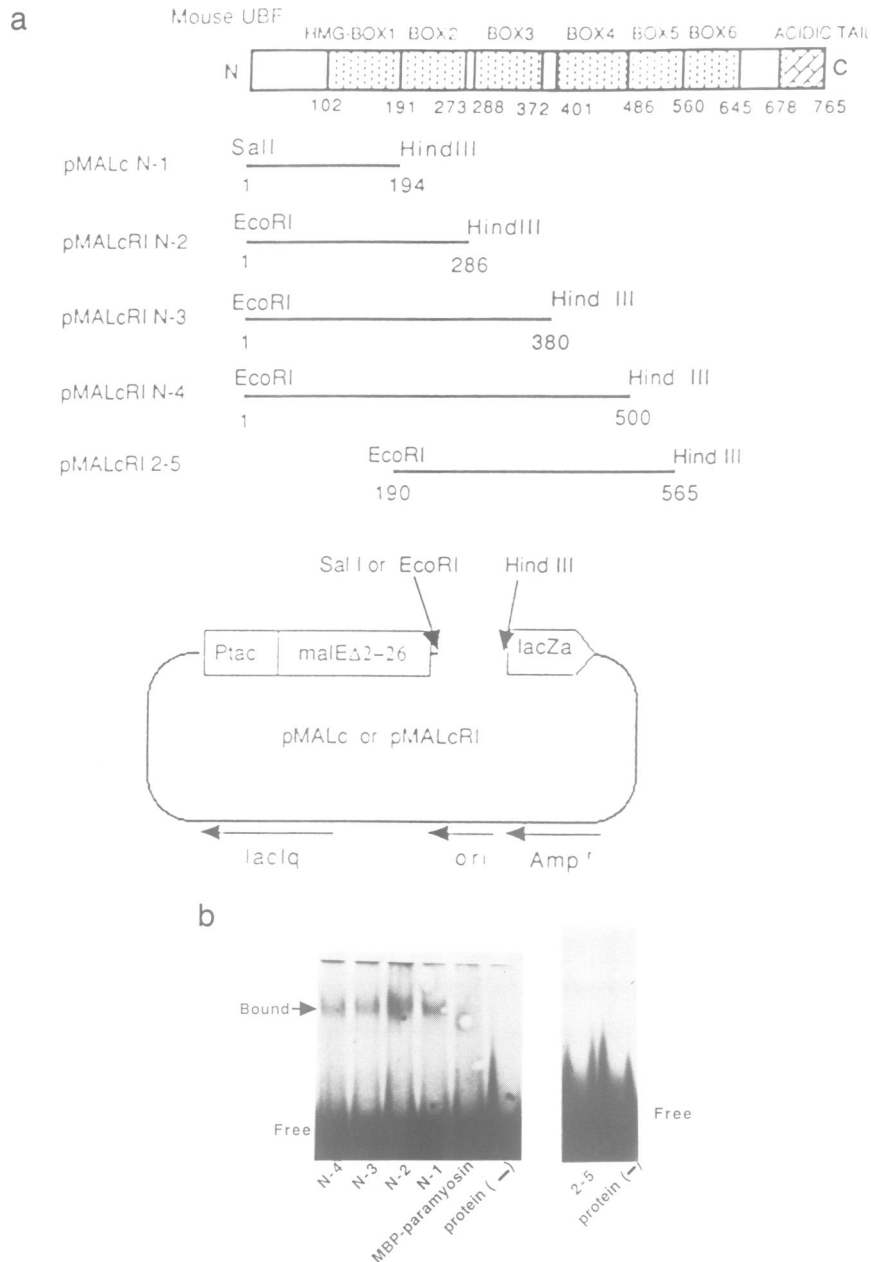 a
Mouse UBF
HMG-BOX1 BOX2 BOX3 BOX4 BOX5 BOX6 ACIDIC TAIL
N C
102 191 273 288 372 401 486 560 645 678 765
pMALc N-1 SalI HindIII
1 194
pMALcRI N-2 EcoRI HindIII
1 286
pMALcRI N-3 EcoRI Hind III
1 380
pMALcRI N-4 EcoRI Hind III
1 500
pMALcRI 2-5 EcoRI Hind III
190 565
Sal I or EcoRI Hind III
Ptac malEΔ2-26 lacZa
pMALc or pMALcRI
lacIq ori Amp r
b
Bound
Free Free
N-4 N-3 N-2 N-1 MBP-paramyosin protein (-) 2-5 protein (-)